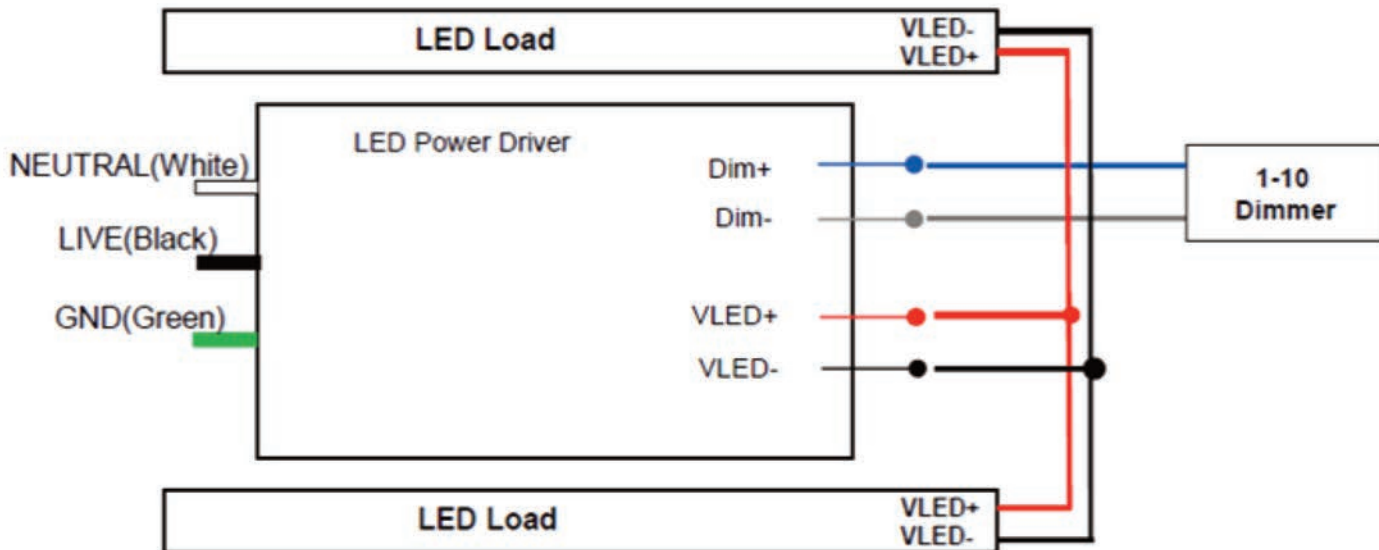 LED Load
VLED-
VLED+
LED Power Driver
NEUTRAL(White)
LIVE(Black)
GND(Green)
Dim+
Dim-
VLED+
VLED-
1-10
Dimmer
LED Load
VLED+
VLED-